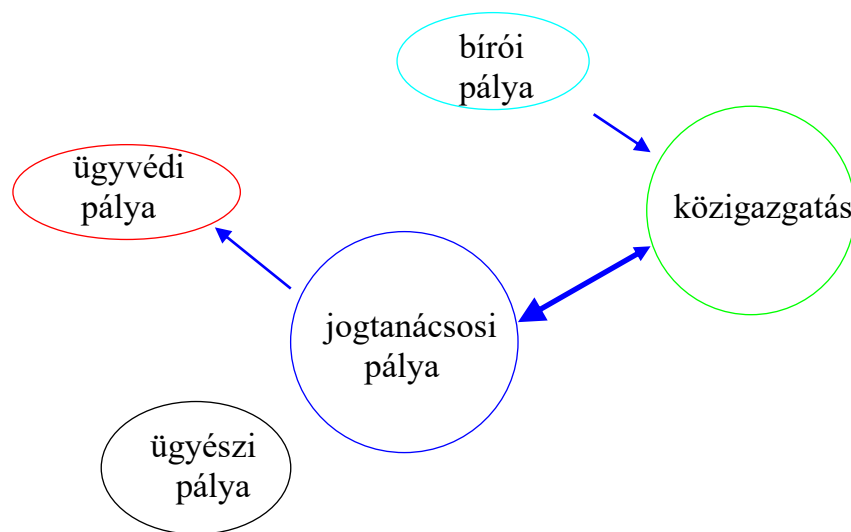 bírói
pálya
ügyvédi
pálya
közigazgatás
jogtanácsosi
pálya
ügyészi
pálya